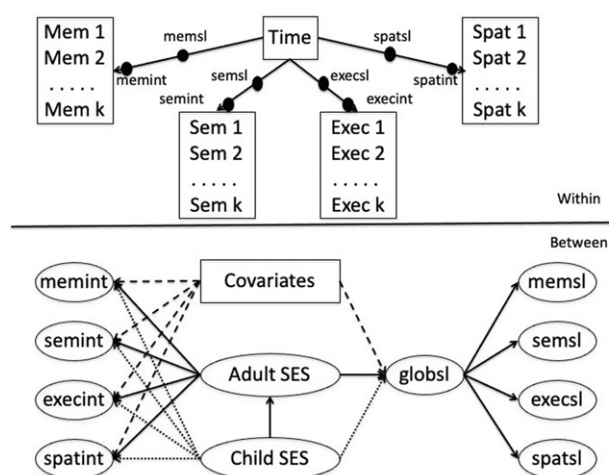 Mem 1
Mem 2
. . . . .
Mem k
memsl
memint
Time
semsl
semint
execsl
execint
spatsl
spatint
Spat 1
Spat 2
. . . . .
Spat k
Sem 1
Sem 2
. . . . .
Sem k
Exec 1
Exec 2
. . . . .
Exec k
Within
Between
memint
semint
execint
spatint
Covariates
Adult SES
Child SES
globsl
memsl
semsl
execsl
spatsl